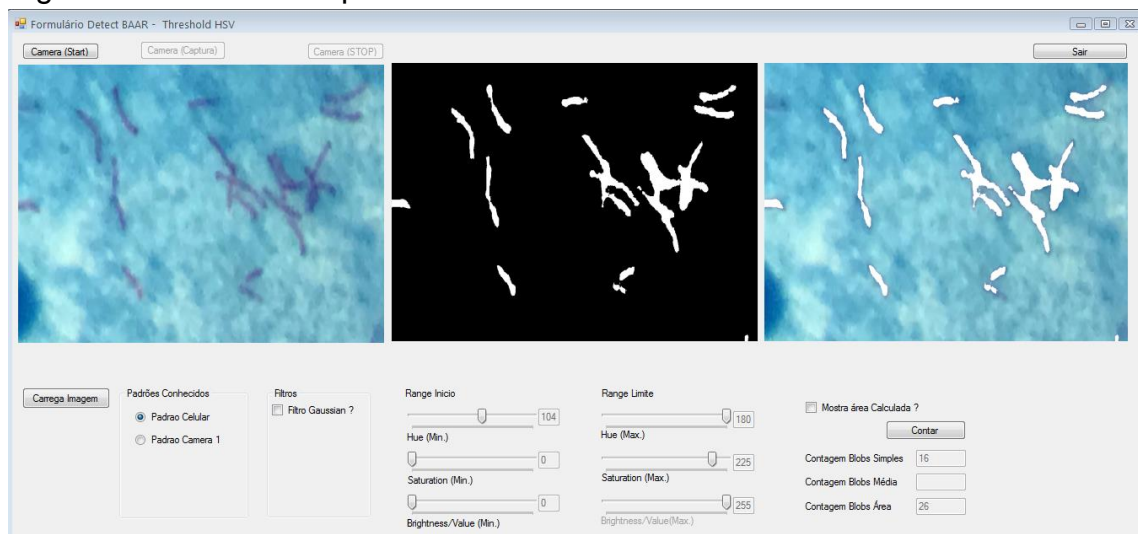 Formulário Detect BAAR - Threshold HSV
Camera (Start) Camera (Captura) Camera (STOP) Sair
Carrega Imagem
Padrões Conhecidos
Padrao Celular
Padrao Camera 1
Filtros
Filtro Gaussian ?
Range Inicio
104
Hue (Min.)
0
Saturation (Min.)
0
Brightness/Value (Min.)
Range Limite
180
Hue (Max.)
225
Saturation (Max.)
255
Brightness/Value(Max.)
Mostra área Calculada ?
Contar
Contagem Blobs Simples 16
Contagem Blobs Média
Contagem Blobs Área 26